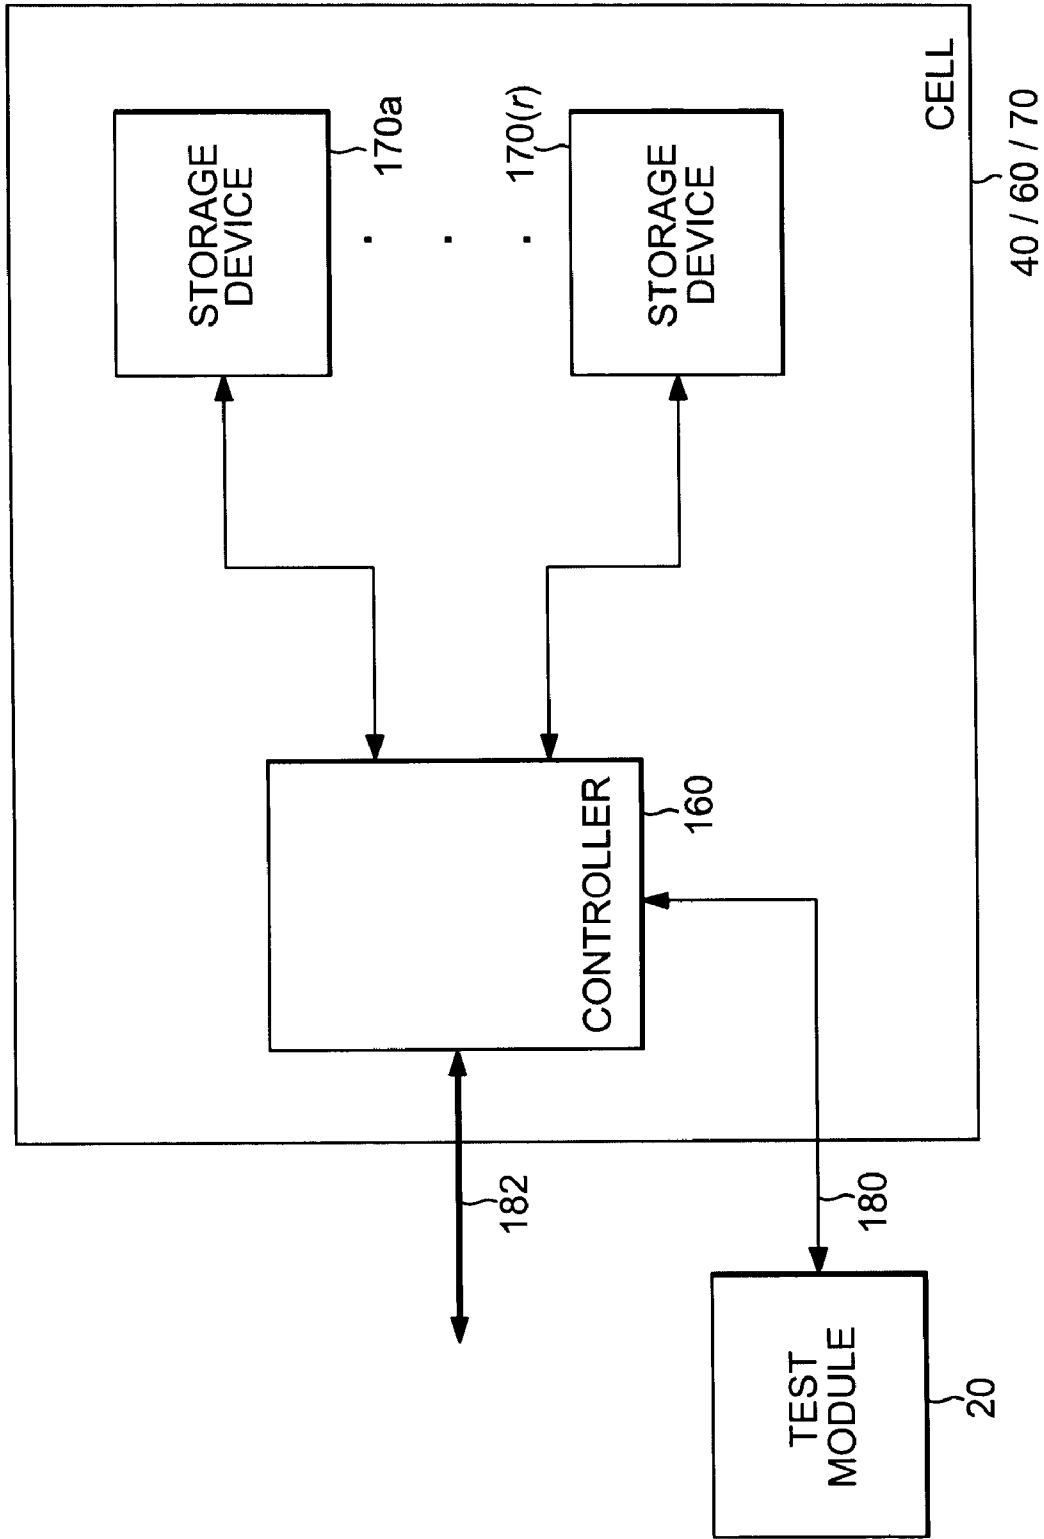 CELL
40 / 60 / 70
STORAGE
DEVICE
170a
.
.
.
STORAGE
DEVICE
170(r)
CONTROLLER
160
182
180
TEST
MODULE
20